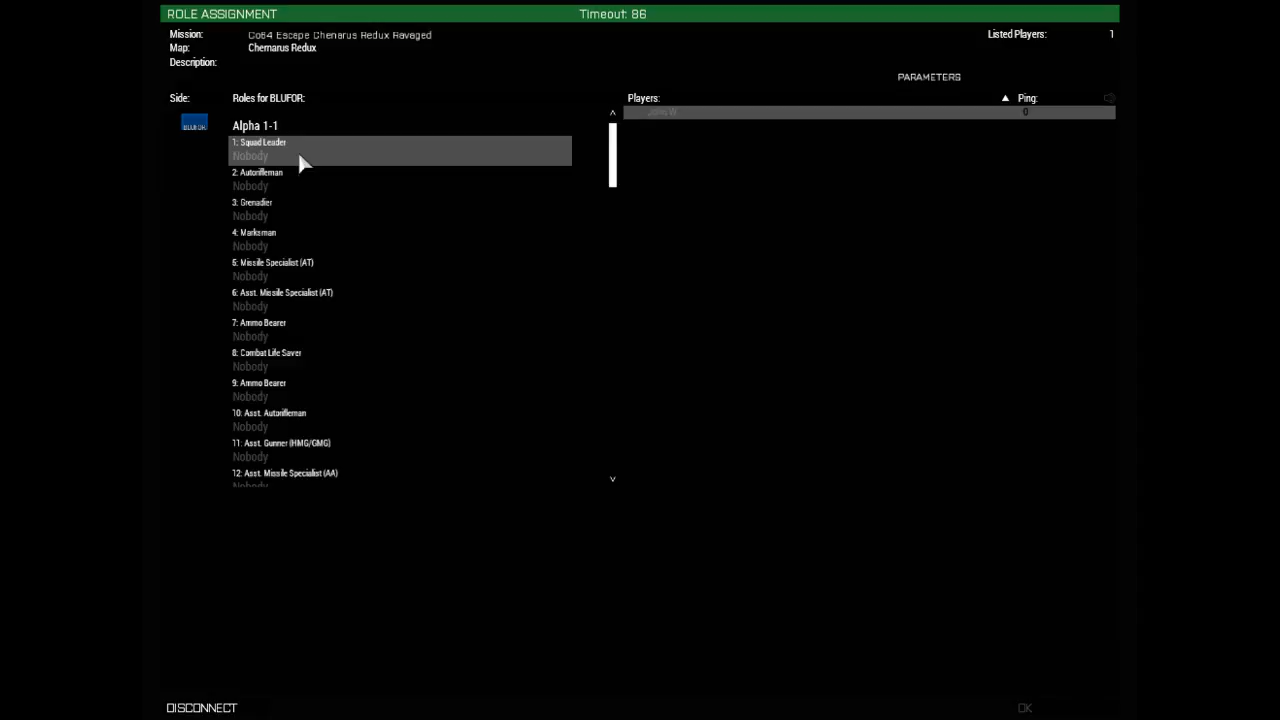 ROLE ASSIGNMENT Timeout: 86
Mission: Co64 Escape Chenarus Redux Ravaged Listed Players: 1
Map: Chernarus Redux
Description:
PARAMETERS
Side: Roles for BLUFOR: Players: Ping:
BLUFOR
Alpha 1-1
0
1: Squad Leader
Nobody
2: Autorifleman
Nobody
3: Grenadier
Nobody
4: Marksman
Nobody
5: Missile Specialist (AT)
Nobody
6: Asst. Missile Specialist (AT)
Nobody
7: Ammo Bearer
Nobody
8: Combat Life Saver
Nobody
9: Ammo Bearer
Nobody
10: Asst. Autorifleman
Nobody
11: Asst. Gunner (HMG/GMG)
Nobody
12: Asst. Missile Specialist (AA)
Nobody
DISCONNECT OK